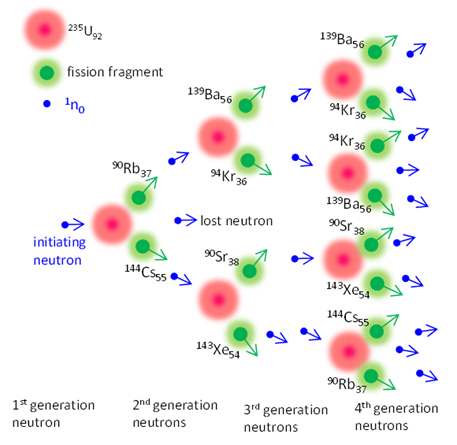 ²³⁵U₉₂
fission fragment
¹n₀
⁹⁰Rb₃₇
initiating
neutron
¹⁴⁴Cs₅₅
lost neutron
¹³⁹Ba₅₆
⁹⁴Kr₃₆
⁹⁰Sr₃₈
¹⁴³Xe₅₄
¹³⁹Ba₅₆
⁹⁴Kr₃₆
⁹⁴Kr₃₆
¹³⁹Ba₅₆
⁹⁰Sr₃₈
¹⁴³Xe₅₄
¹⁴⁴Cs₅₅
⁹⁰Rb₃₇
1ˢᵗ generation
neutrons
2ⁿᵈ generation
neutrons
3ʳᵈ generation
neutrons
4ᵗʰ generation
neutrons